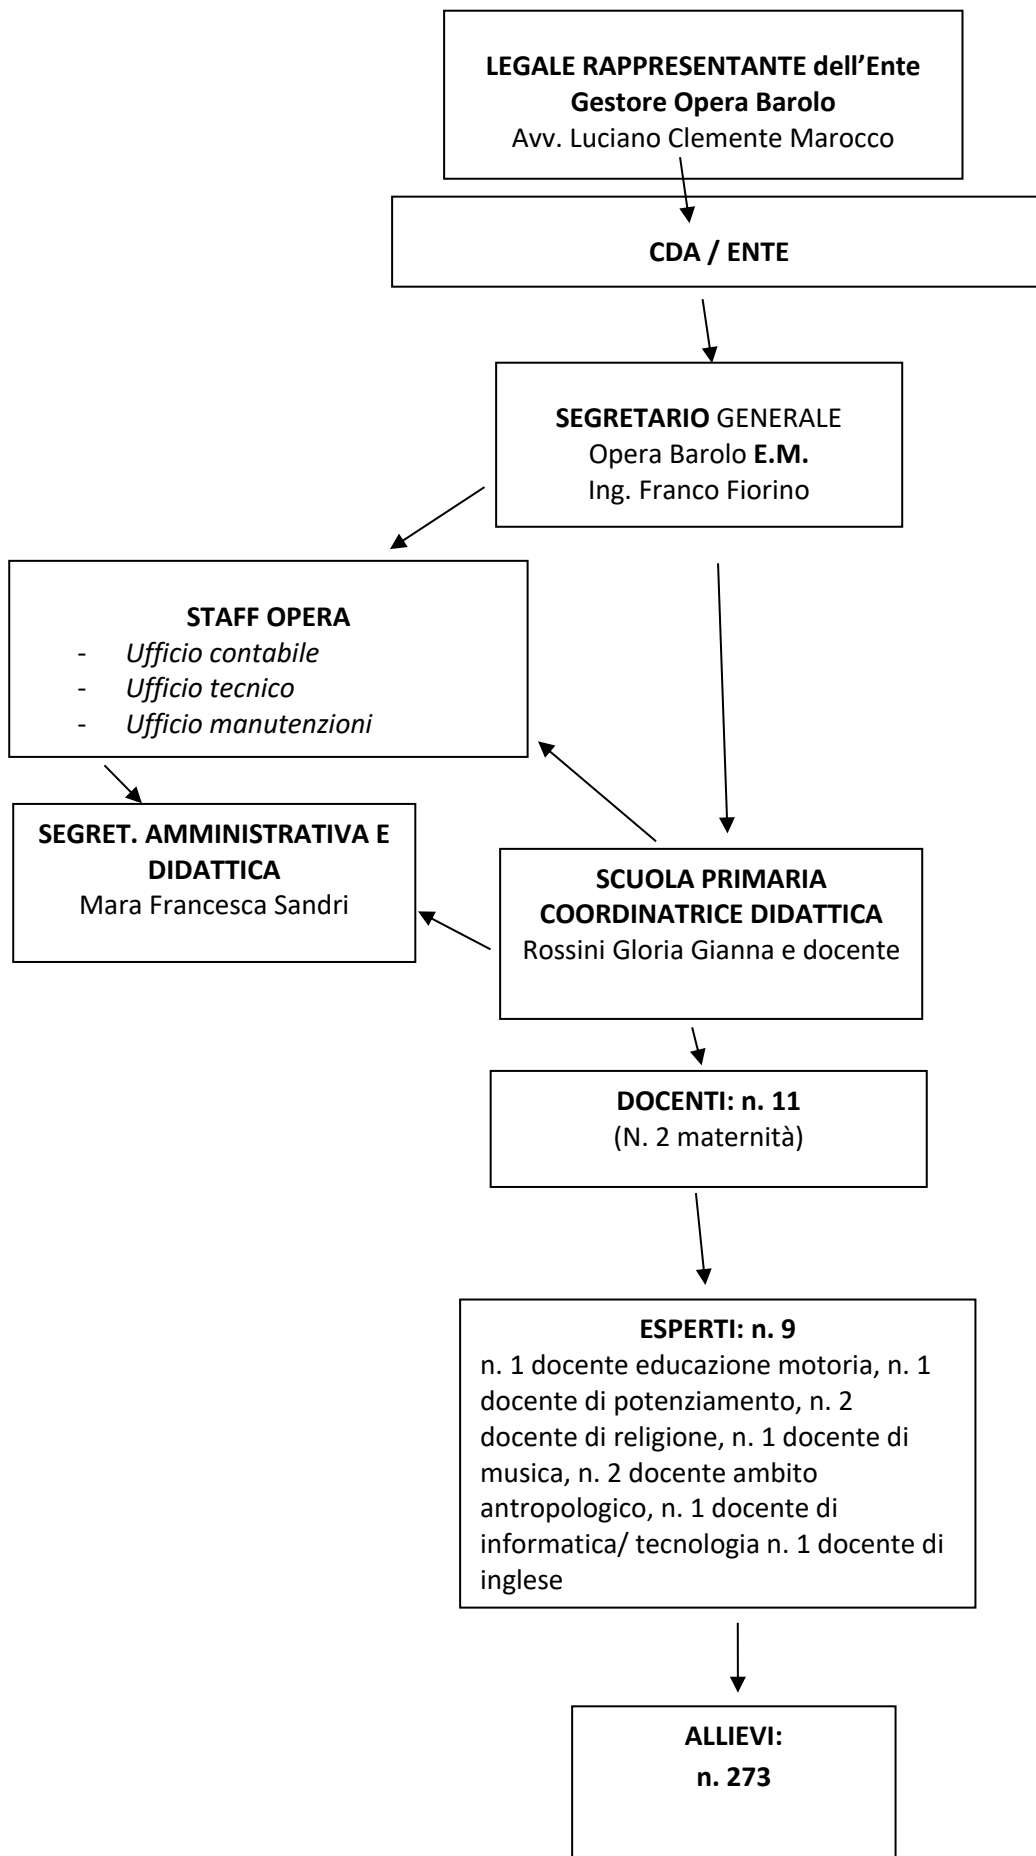 LEGALE RAPPRESENTANTE dell’Ente
Gestore Opera Barolo
Avv. Luciano Clemente Marocco
CDA / ENTE
SEGRETARIO GENERALE
Opera Barolo E.M.
Ing. Franco Fiorino
STAFF OPERA
- Ufficio contabile
- Ufficio tecnico
- Ufficio manutenzioni
SEGRET. AMMINISTRATIVA E
DIDATTICA
Mara Francesca Sandri
SCUOLA PRIMARIA
COORDINATRICE DIDATTICA
Rossini Gloria Gianna e docente
DOCENTI: n. 11
(N. 2 maternità)
ESPERTI: n. 9
n. 1 docente educazione motoria, n. 1
docente di potenziamento, n. 2
docente di religione, n. 1 docente di
musica, n. 2 docente ambito
antropologico, n. 1 docente di
informatica/ tecnologia n. 1 docente di
inglese
ALLIEVI:
n. 273